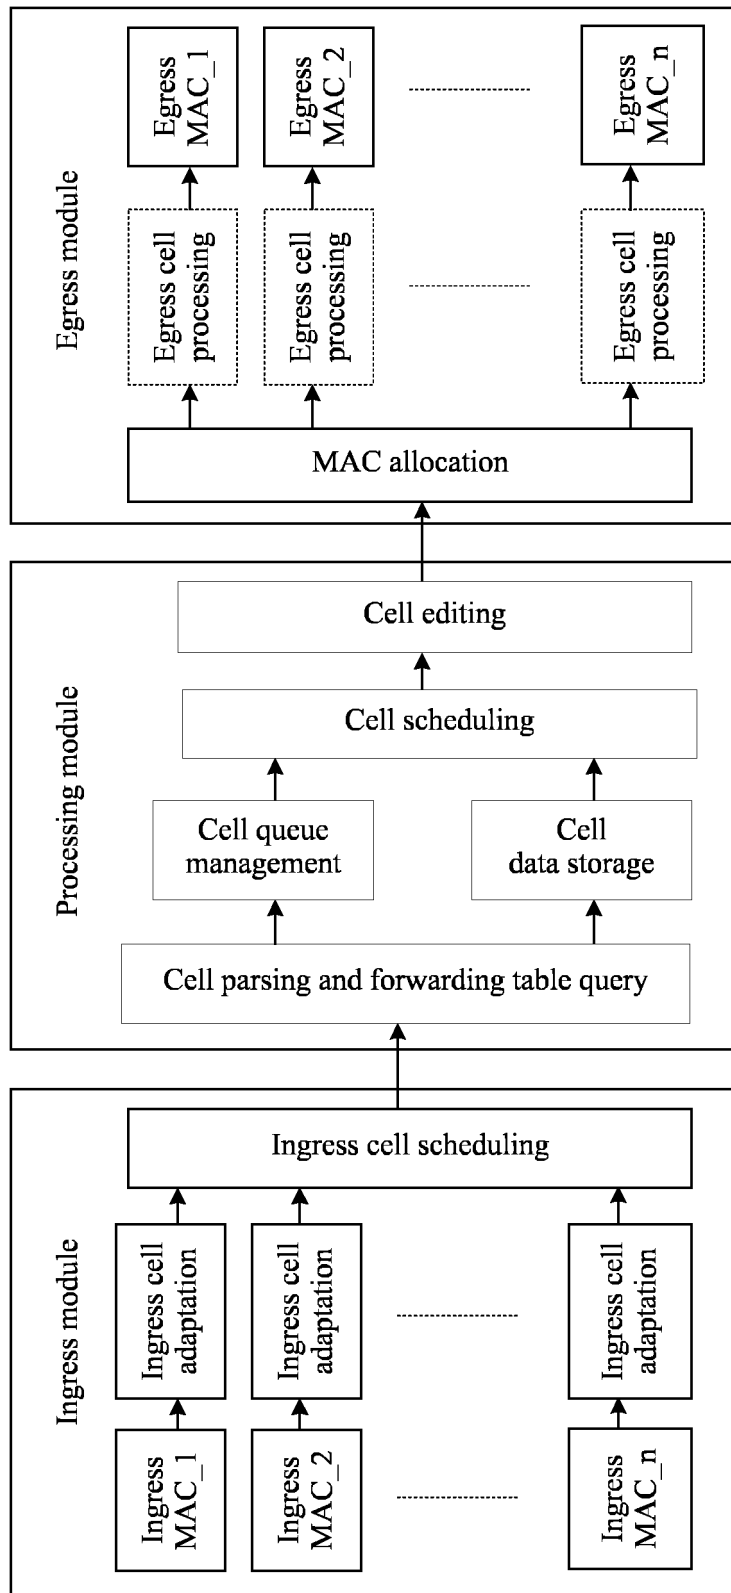 Egress module
Egress
MAC_1
Egress
MAC_2
Egress
MAC_n
Egress cell
processing
Egress cell
processing
Egress cell
processing
MAC allocation
Processing module
Cell editing
Cell scheduling
Cell queue
management
Cell
data storage
Cell parsing and forwarding table query
Ingress module
Ingress cell scheduling
Ingress cell
adaptation
Ingress cell
adaptation
Ingress cell
adaptation
Ingress
MAC_1
Ingress
MAC_2
Ingress
MAC_n